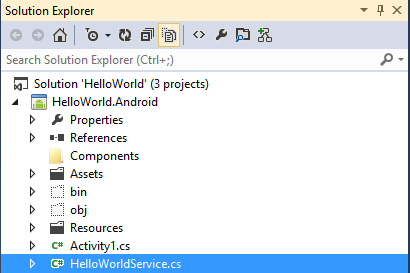 Solution Explorer
Search Solution Explorer (Ctrl+;)
Solution 'HelloWorld' (3 projects)
HelloWorld.Android
Properties
References
Components
Assets
bin
obj
Resources
C# Activity1.cs
C# HelloWorldService.cs